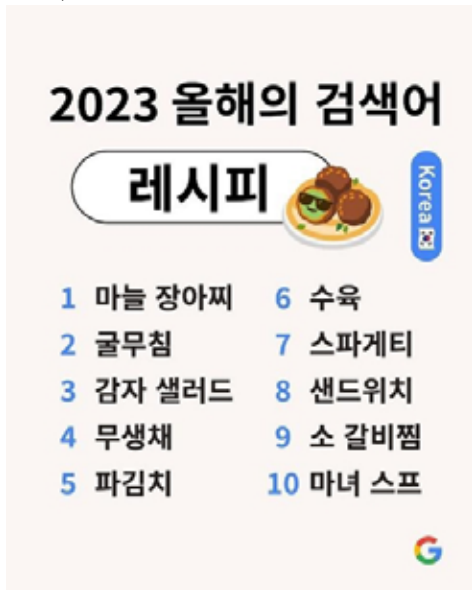 2023 올해의 검색어
레시피
Korea
1 마늘 장아찌
2 굴무침
3 감자 샐러드
4 무생채
5 파김치
6 수육
7 스파게티
8 샌드위치
9 소 갈비찜
10 마녀 스프
G